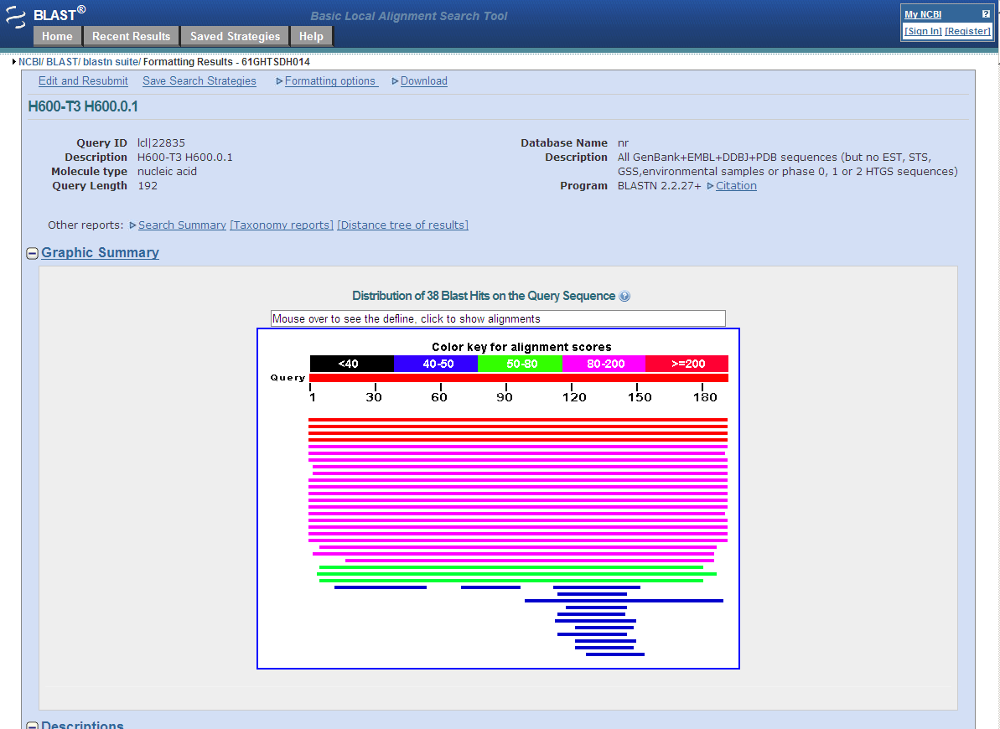 BLAST®
Basic Local Alignment Search Tool
My NCBI ?
[Sign In] [Register]
Home Recent Results Saved Strategies Help
NCBI/ BLAST/ blastn suite/ Formatting Results - 61GHTSDH014
Edit and Resubmit Save Search Strategies Formatting options Download
H600-T3 H600.0.1
Query ID lcl|22835
Description H600-T3 H600.0.1
Molecule type nucleic acid
Query Length 192
Database Name nr
Description All GenBank+EMBL+DDBJ+PDB sequences (but no EST, STS,
GSS,environmental samples or phase 0, 1 or 2 HTGS sequences)
Program BLASTN 2.2.27+ Citation
Other reports: Search Summary [Taxonomy reports] [Distance tree of results]
Graphic Summary
Distribution of 38 Blast Hits on the Query Sequence ?
Mouse over to see the defline, click to show alignments
Color key for alignment scores
<40 40-50 50-80 80-200 >=200
Query
1 30 60 90 120 150 180
Descriptions